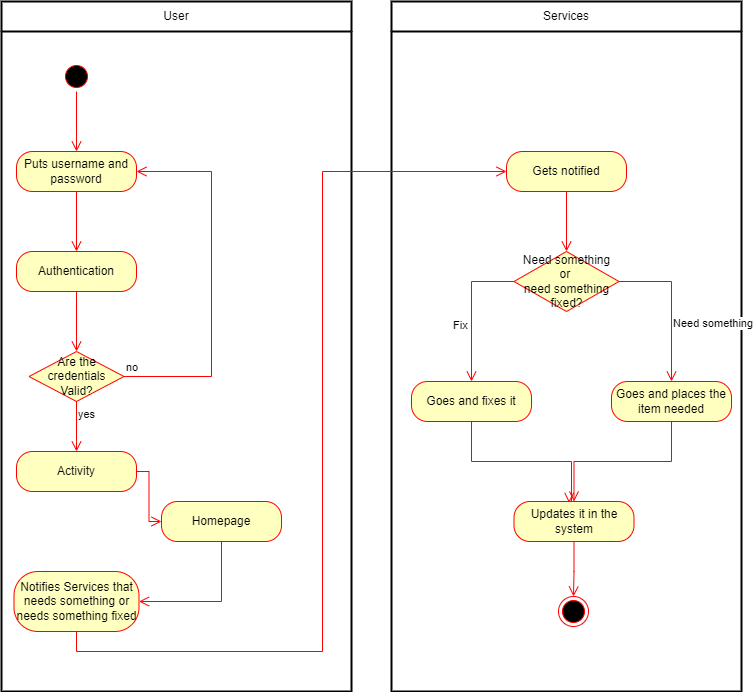 User
Services
Puts username and
password
Authentication
Are the
credentials
Valid?
no
yes
Activity
Homepage
Notifies Services that
needs something or
needs something fixed
Gets notified
Need something
or
need something
fixed?
Fix
Need something
Goes and fixes it
Goes and places the
item needed
Updates it in the
system